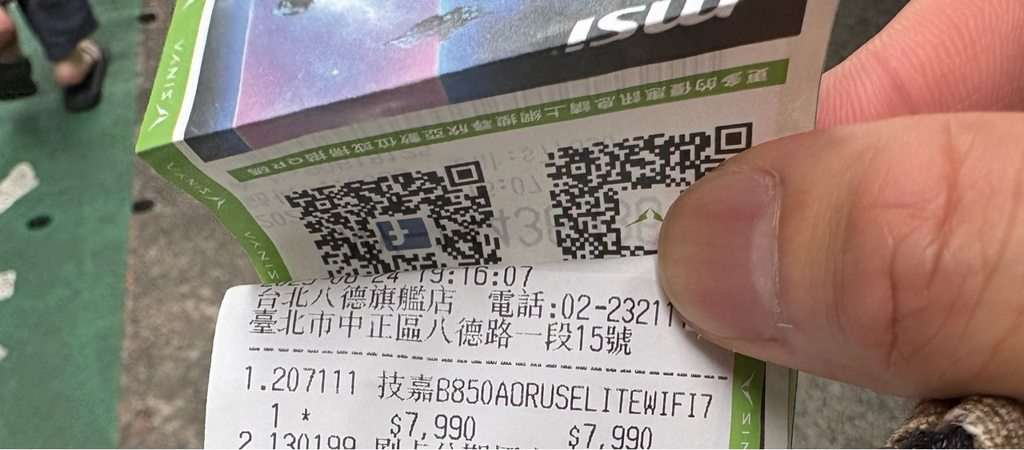 msi
更多的優惠訊息請上網搜尋欣亞數位或掃描QR碼
SINYA
19:16:07
台北八德旗艦店 電話:02-23211
臺北市中正區八德路一段15號
1.207111 技嘉B850AORUSELITEWIFI7
1 * $7,990 $7,990
2.130199